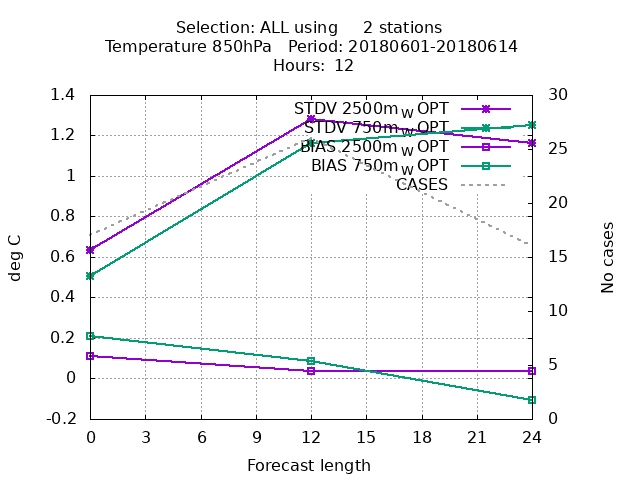 Selection: ALL using 2 stations
Temperature 850hPa Period: 20180601-20180614
Hours: 12
STDV 2500m_W OPT
STDV 750m_W OPT
BIAS 2500m_W OPT
BIAS 750m_W OPT
CASES
deg C
1.4
1.2
1
0.8
0.6
0.4
0.2
0
-0.2
No cases
30
25
20
15
10
5
0
0 3 6 9 12 15 18 21 24
Forecast length